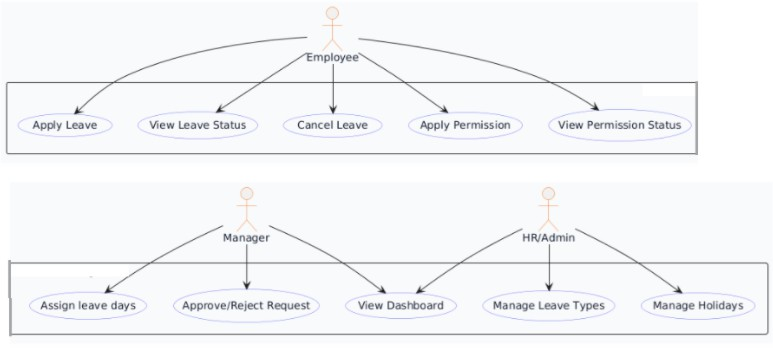 Employee
Apply Leave
View Leave Status
Cancel Leave
Apply Permission
View Permission Status
Manager
HR/Admin
Assign leave days
Approve/Reject Request
View Dashboard
Manage Leave Types
Manage Holidays